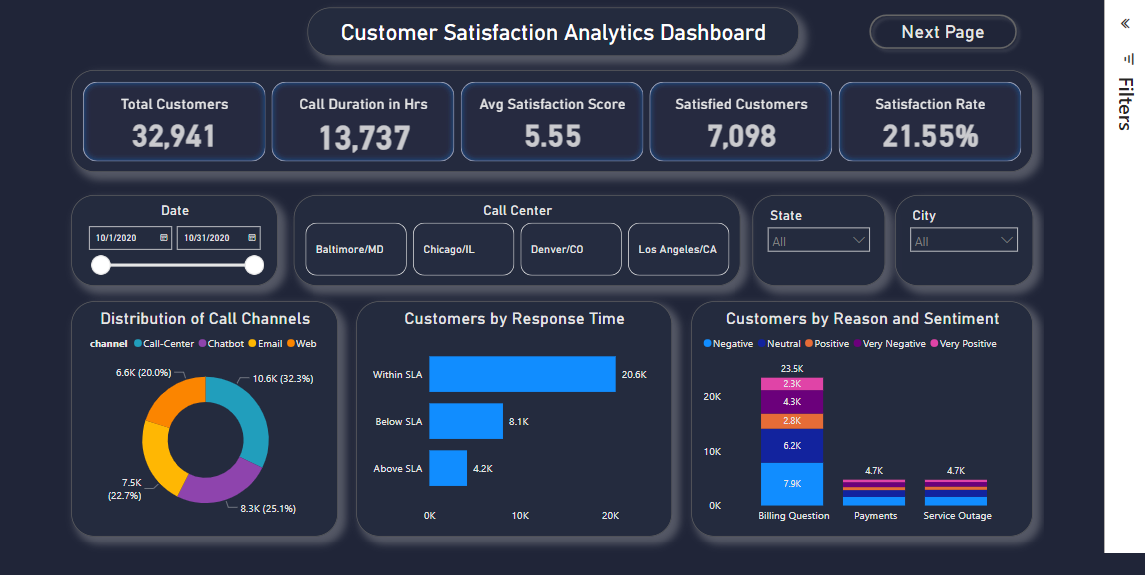 Customer Satisfaction Analytics Dashboard
Next Page
Filters
Total Customers
32,941
Call Duration in Hrs
13,737
Avg Satisfaction Score
5.55
Satisfied Customers
7,098
Satisfaction Rate
21.55%
Date
10/1/2020
10/31/2020
Call Center
Baltimore/MD
Chicago/IL
Denver/CO
Los Angeles/CA
State
All
City
All
Distribution of Call Channels
channel Call-Center Chatbot Email Web
6.6K (20.0%)
10.6K (32.3%)
7.5K
(22.7%)
8.3K (25.1%)
Customers by Response Time
Within SLA
20.6K
Below SLA
8.1K
Above SLA
4.2K
0K 10K 20K
Customers by Reason and Sentiment
Negative Neutral Positive Very Negative Very Positive
23.5K
2.3K
20K
4.3K
2.8K
10K
6.2K
4.7K
4.7K
7.9K
0K
Billing Question Payments Service Outage